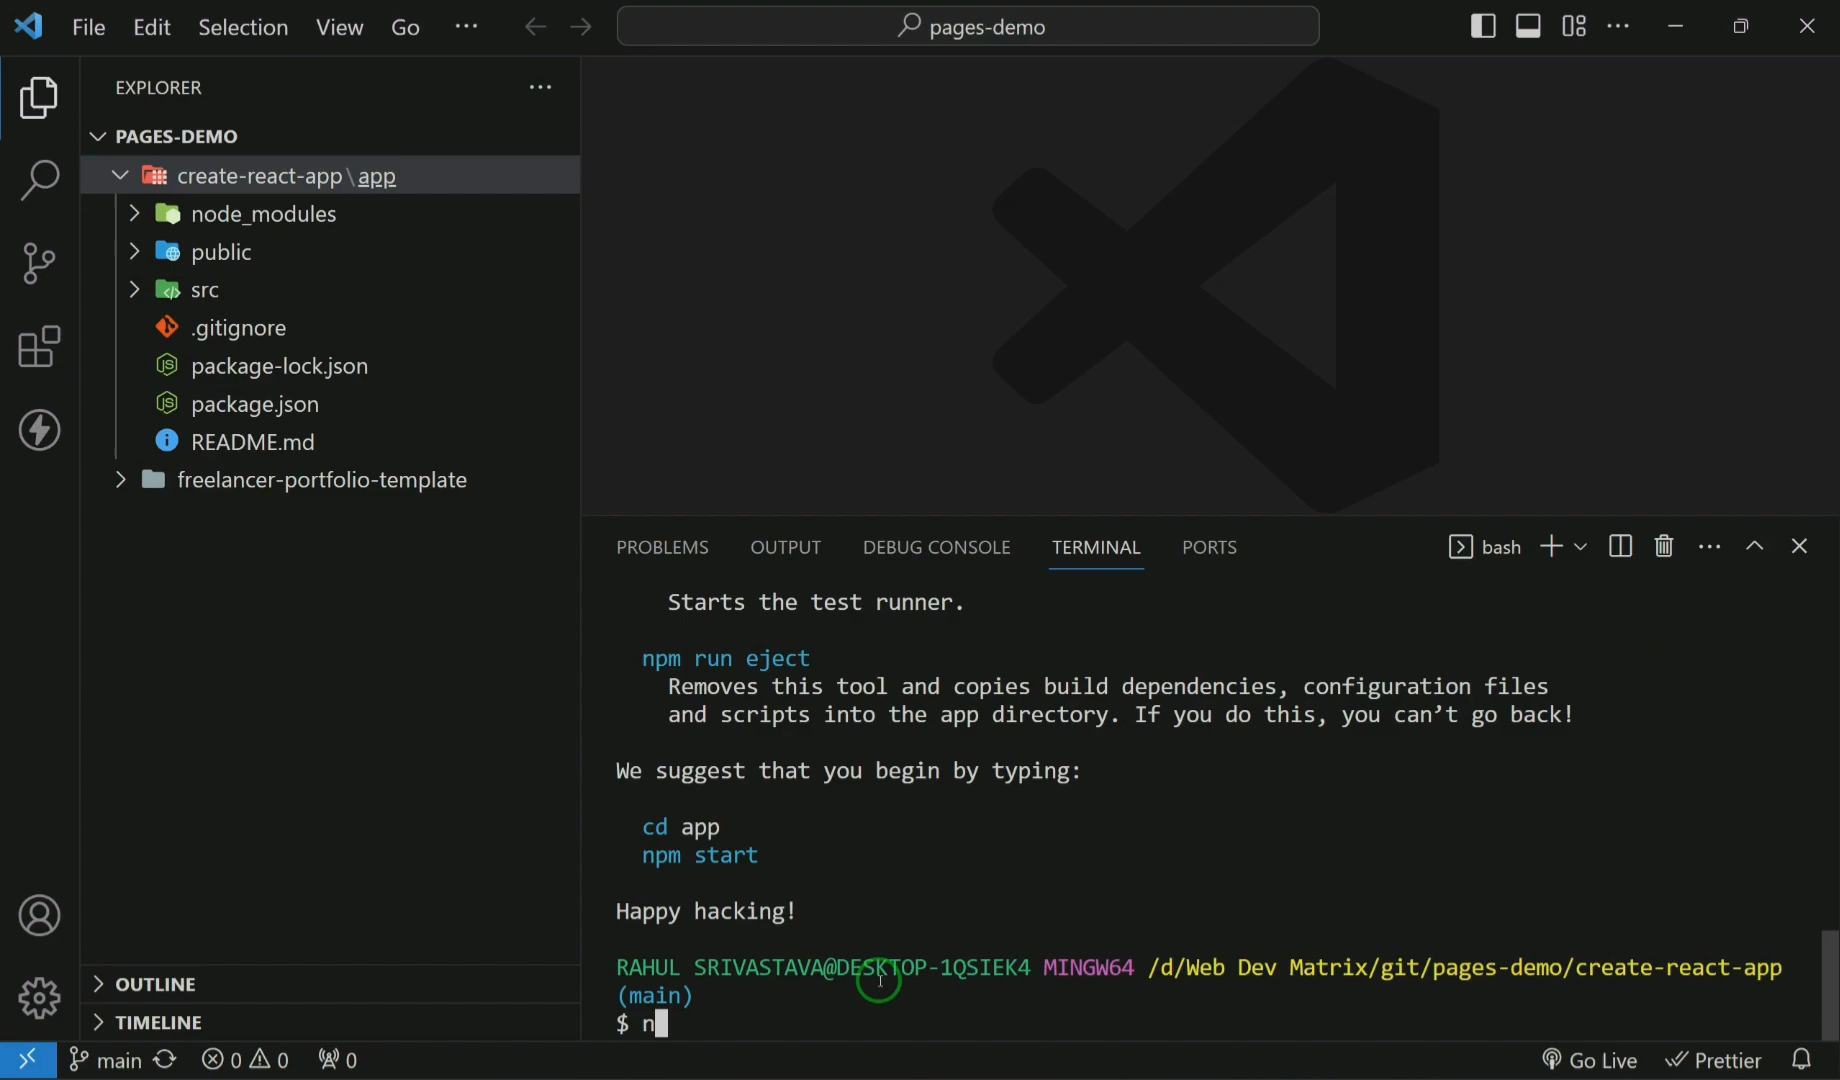 File Edit Selection View Go ··· pages-demo
EXPLORER
PAGES-DEMO
create-react-app\app
node_modules
public
src
.gitignore
package-lock.json
package.json
README.md
freelancer-portfolio-template
OUTLINE
TIMELINE
PROBLEMS OUTPUT DEBUG CONSOLE TERMINAL PORTS bash
Starts the test runner.
npm run eject
Removes this tool and copies build dependencies, configuration files
and scripts into the app directory. If you do this, you can’t go back!
We suggest that you begin by typing:
cd app
npm start
Happy hacking!
RAHUL SRIVASTAVA@DESKTOP-1QSIEK4 MINGW64 /d/Web Dev Matrix/git/pages-demo/create-react-app
(main)
$ n
main 0 0 0 Go Live Prettier